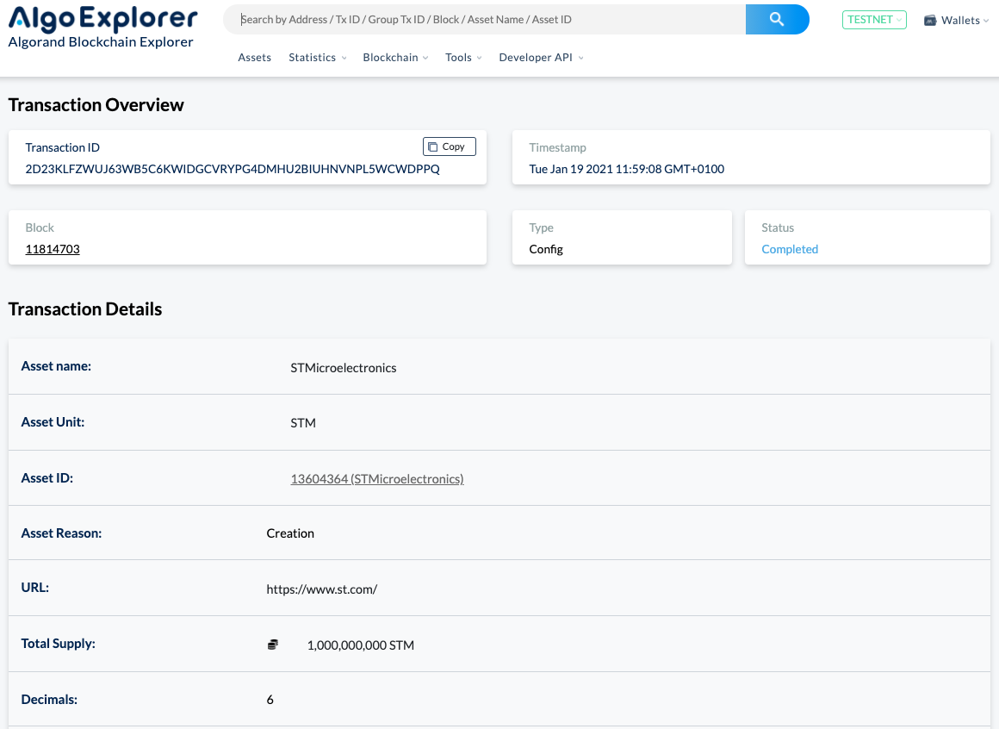 AlgoExplorer
Algorand Blockchain Explorer
Search by Address / Tx ID / Group Tx ID / Block / Asset Name / Asset ID
TESTNET
Wallets
Assets Statistics Blockchain Tools Developer API
Transaction Overview
Transaction ID
Copy
2D23KLFZWUJ63WB5C6KWIDGCVRYPG4DMHU2BIUHNVNPL5WCWDPPQ
Timestamp
Tue Jan 19 2021 11:59:08 GMT+0100
Block
11814703
Type
Config
Status
Completed
Transaction Details
Asset name: STMicroelectronics
Asset Unit: STM
Asset ID: 13604364 (STMicroelectronics)
Asset Reason: Creation
URL: https://www.st.com/
Total Supply: 1,000,000,000 STM
Decimals: 6